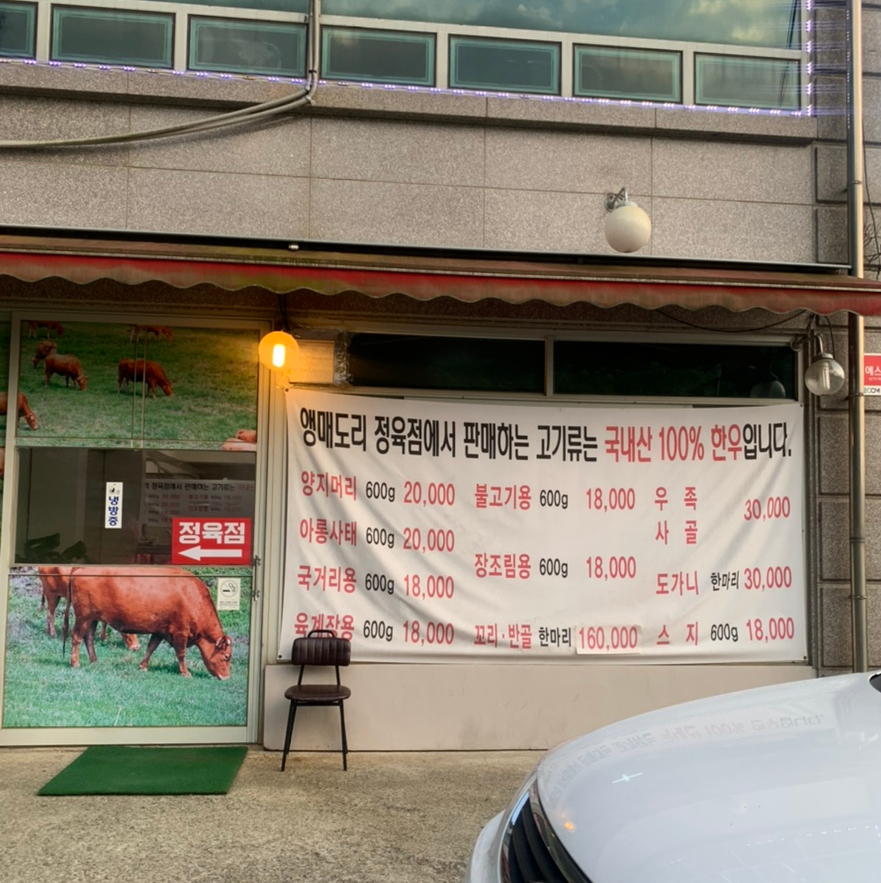 앵매도리 정육점에서 판매하는 고기류는 국내산 100% 한우입니다.
양지머리 600g 20,000 불고기용 600g 18,000 우 족 30,000
아롱사태 600g 20,000 사 골
장조림용 600g 18,000
국거리용 600g 18,000 도가니 한마리 30,000
육계장용 600g 18,000 꼬리·반골 한마리 160,000 스 지 600g 18,000
냉방중
정육점
에스